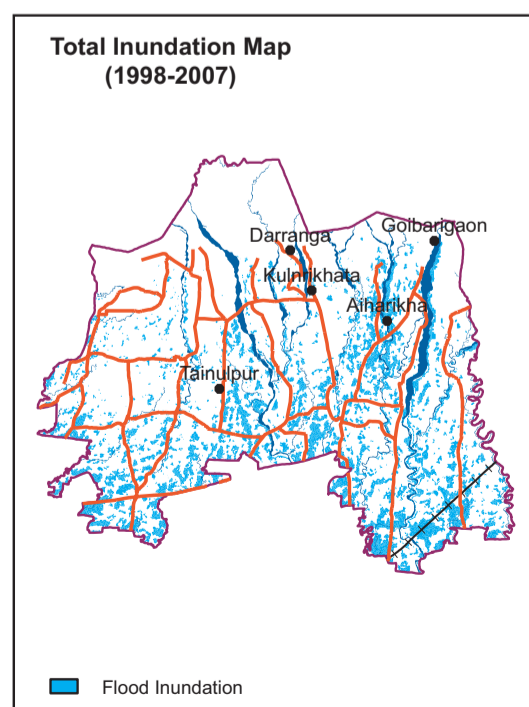 Total Inundation Map
(1998-2007)
Golbarigaon
Darranga
Kulnrikhata
Aiharikha
Tainulpur
Flood Inundation